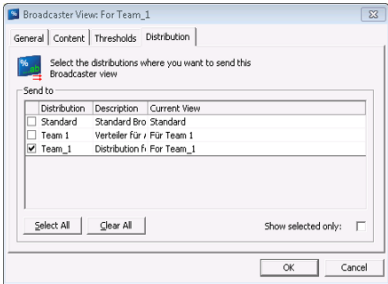 Broadcaster View: For Team_1
General Content Thresholds Distribution
Select the distributions where you want to send this
Broadcaster view
Send to
Distribution Description Current View
Standard Standard Bro Standard
Team 1 Verteiler für Für Team 1
Team_1 Distribution f For Team_1
Select All Clear All Show selected only:
OK Cancel